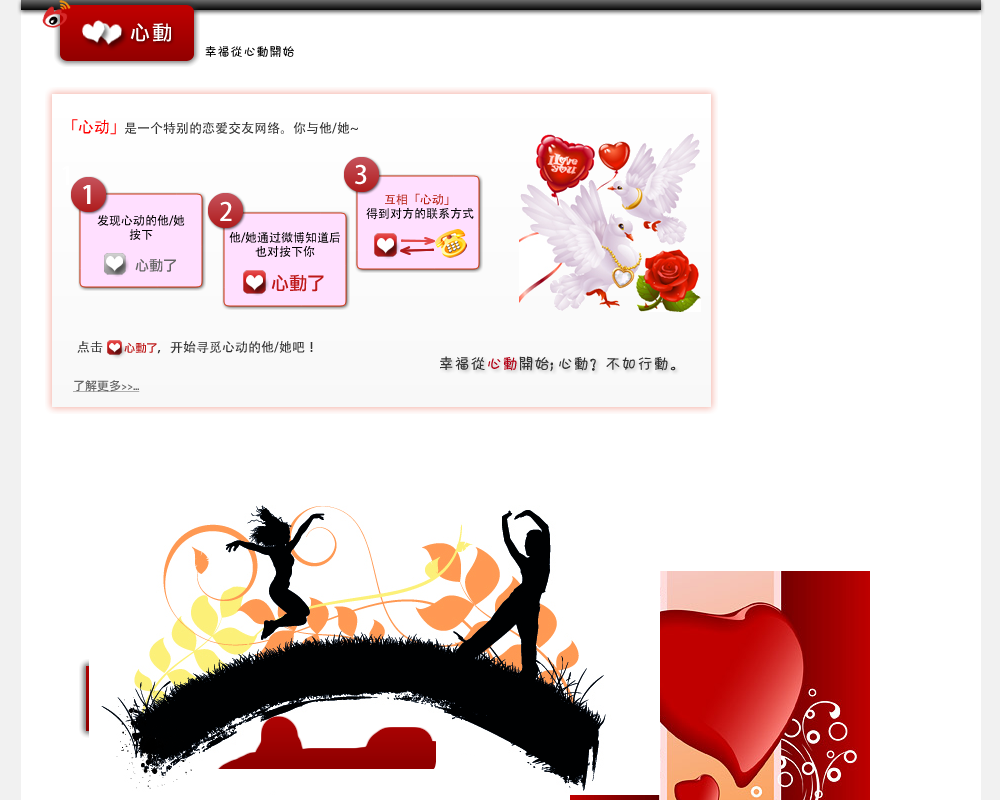 心動
幸福從心動開始
「心动」是一个特别的恋爱交友网络。你与他/她~
1
发现心动的他/她
按下
心動了
2
他/她通过微博知道后
也对按下你
心動了
3
互相「心动」
得到对方的联系方式
I love
you
点击 心動了，开始寻觅心动的他/她吧！
幸福從心動開始;心動？不如行動。
了解更多>>...